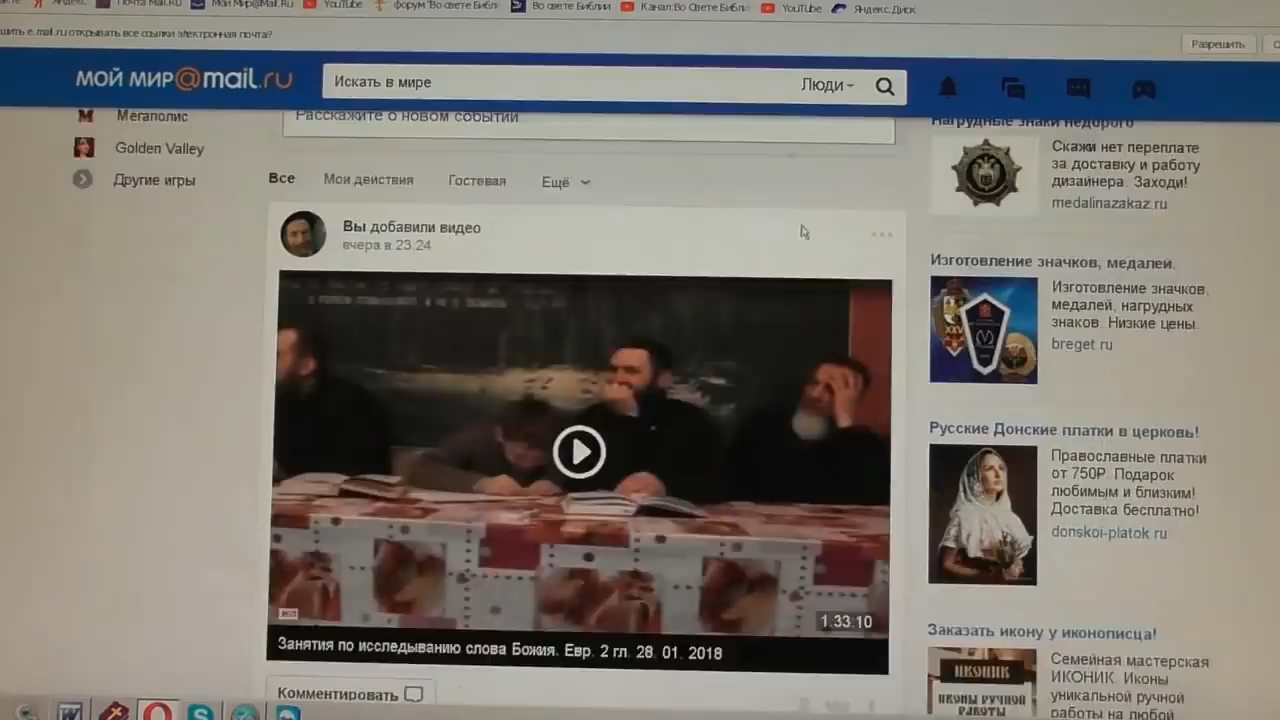 Яндекс
Почта Mail.RU
Мой Мир@Mail.Ru
YouTube
форум "Во свете Библи
Во свете Библии
Канал:Во Свете Библи
YouTube
Яндекс.Диск
шить e.mail.ru открывать все ссылки электронная почта?
Разрешить
МОЙ МИР@mail.ru
Искать в мире
Люди
Мегаполис
Golden Valley
Другие игры
Расскажите о новом событии
Все
Мои действия
Гостевая
Ещё
Вы добавили видео
вчера в 23:24
1.33:10
Занятия по исследыванию слова Божия. Евр. 2 гл. 28. 01. 2018
Комментировать
Нагрудные знаки недорого
Скажи нет переплате
за доставку и работу
дизайнера. Заходи!
medalinazakaz.ru
Изготовление значков, медалей.
Изготовление значков,
медалей, нагрудных
знаков. Низкие цены.
breget.ru
Русские Донские платки в церковь!
Православные платки
от 750Р. Подарок
любимым и близким!
Доставка бесплатно!
donskoi-platok.ru
Заказать икону у иконописца!
ИКОНИК
ИКОНЫ РУЧНОЙ
РАБОТЫ
Семейная мастерская
ИКОНИК. Иконы
уникальной ручной
работы на любой